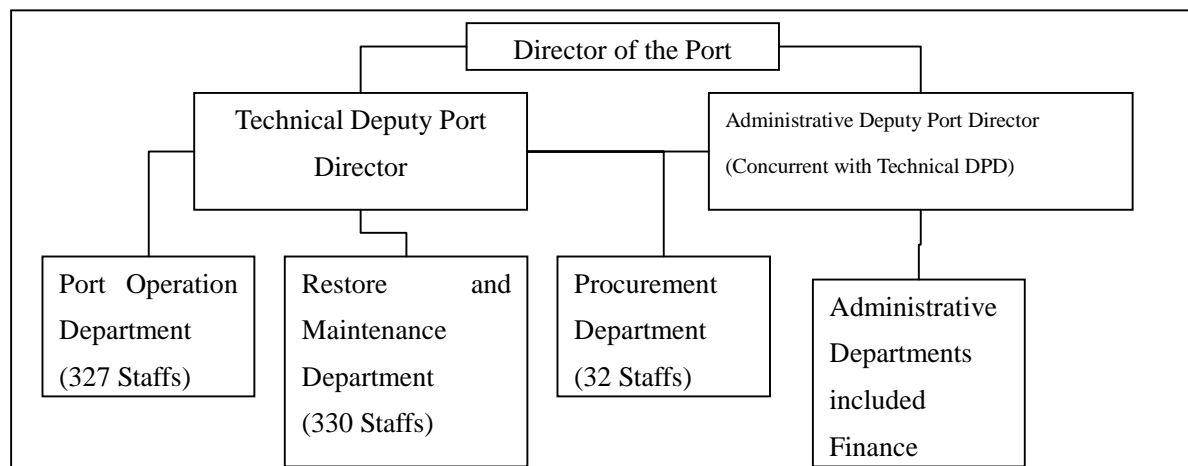 Director of the Port
Technical Deputy Port
Director
Administrative Deputy Port Director
(Concurrent with Technical DPD)
Port Operation
Department
(327 Staffs)
Restore and
Maintenance
Department
(330 Staffs)
Procurement
Department
(32 Staffs)
Administrative
Departments
included
Finance